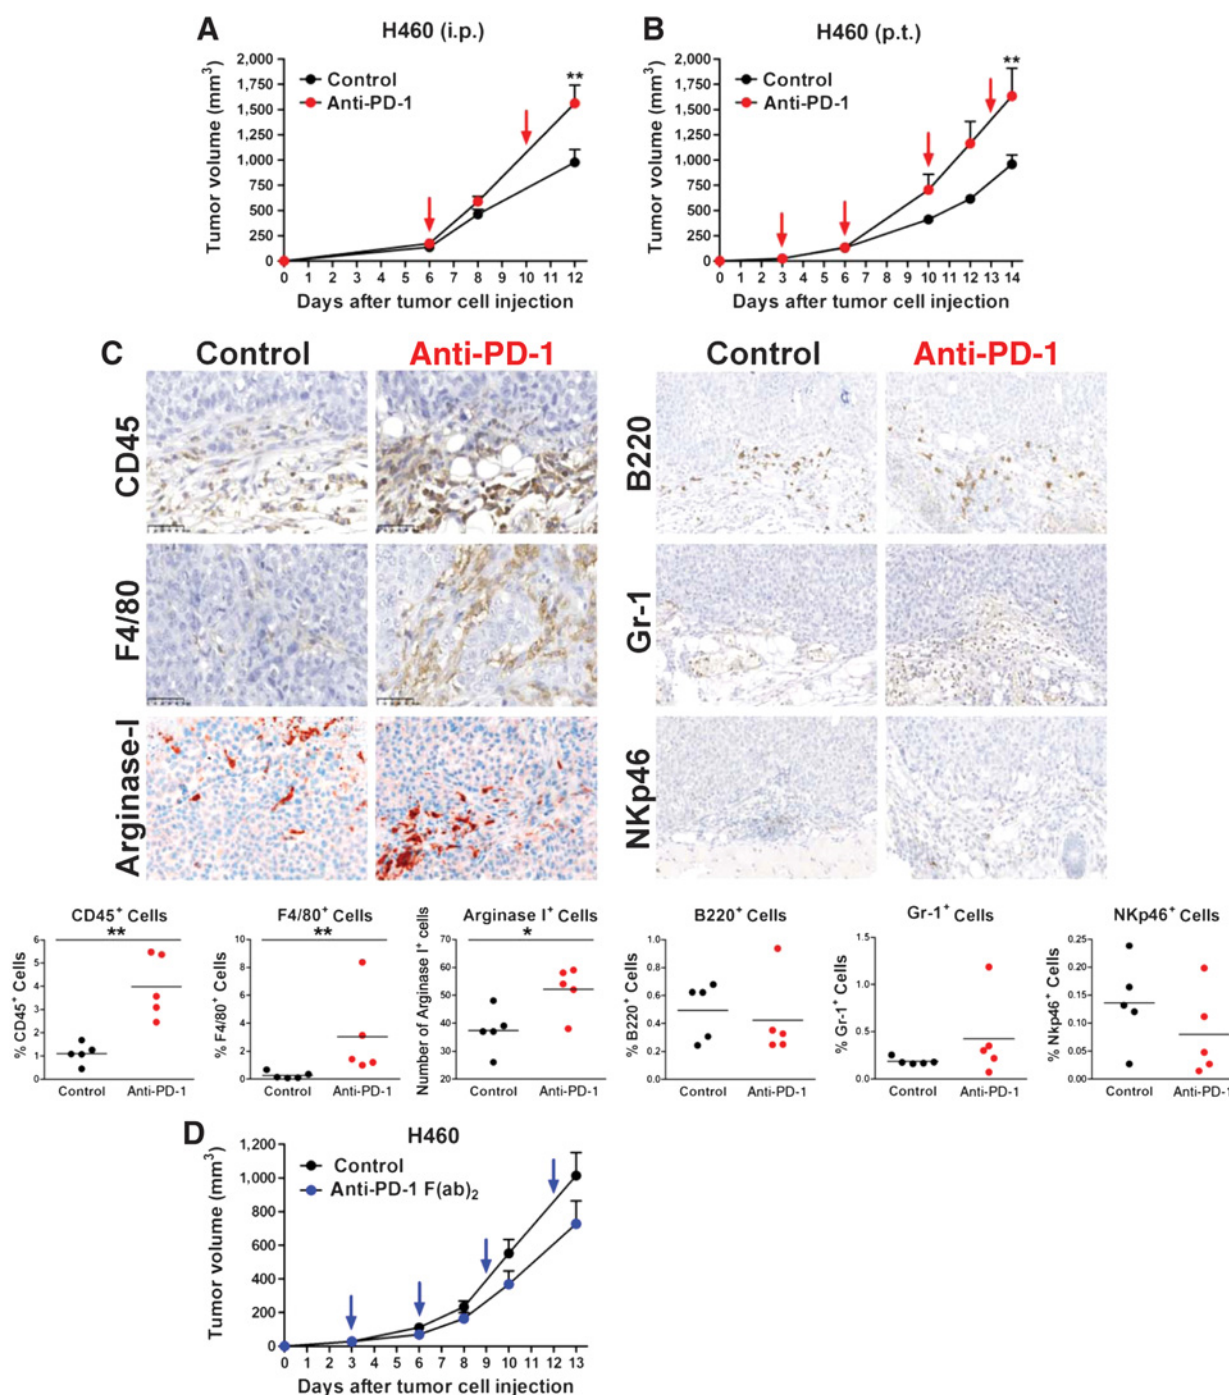 A
H460 (i.p.)
2,000
1,750
1,500
1,250
1,000
750
500
250
0
Tumor volume (mm³)
Control
Anti-PD-1
**
0 1 2 3 4 5 6 7 8 9 10 11 12
Days after tumor cell injection
B
H460 (p.t.)
2,000
1,750
1,500
1,250
1,000
750
500
250
0
Tumor volume (mm³)
Control
Anti-PD-1
**
0 1 2 3 4 5 6 7 8 9 10 11 12 13 14
Days after tumor cell injection
C
Control Anti-PD-1 Control Anti-PD-1
CD45 B220
F4/80 Gr-1
Arginase-I NKp46
CD45⁺ Cells
**
% CD45⁺ Cells
6
5
4
3
2
1
0
Control Anti-PD-1
F4/80⁺ Cells
**
% F4/80⁺ Cells
10
8
6
4
2
0
Control Anti-PD-1
Arginase I⁺ Cells
*
Number of Arginase I⁺ cells
70
60
50
40
30
20
Control Anti-PD-1
B220⁺ Cells
% B220⁺ Cells
1.0
0.8
0.6
0.4
0.2
0.0
Control Anti-PD-1
Gr-1⁺ Cells
% Gr-1⁺ Cells
1.5
1.0
0.5
0.0
Control Anti-PD-1
NKp46⁺ Cells
% Nkp46⁺ Cells
0.25
0.20
0.15
0.10
0.05
0.00
Control Anti-PD-1
D
H460
1,200
1,000
800
600
400
200
0
Tumor volume (mm³)
Control
Anti-PD-1 F(ab)₂
0 1 2 3 4 5 6 7 8 9 10 11 12 13
Days after tumor cell injection